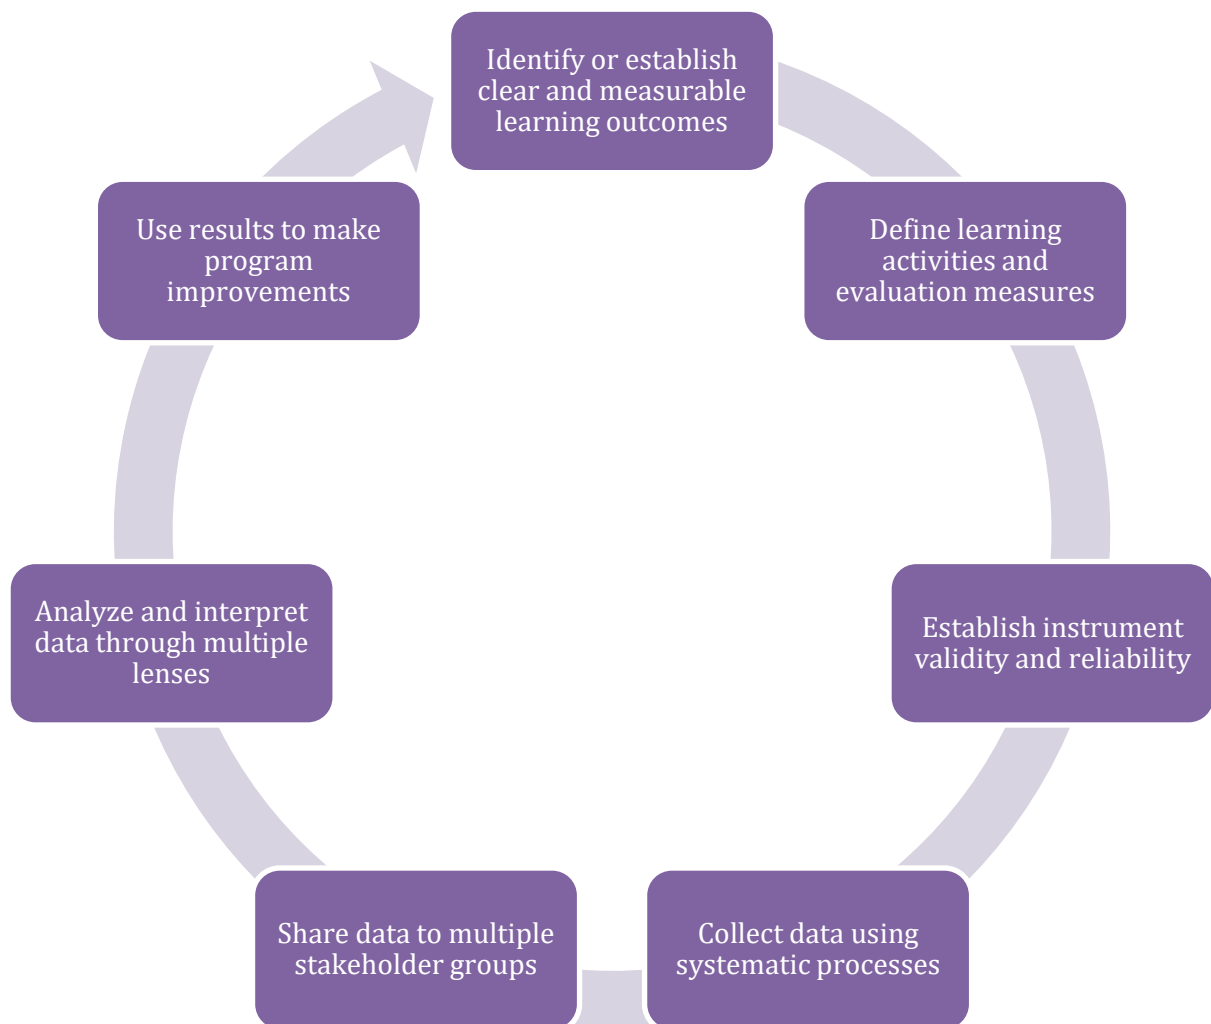 Identify or establish
clear and measurable
learning outcomes
Define learning
activities and
evaluation measures
Establish instrument
validity and reliability
Collect data using
systematic processes
Share data to multiple
stakeholder groups
Analyze and interpret
data through multiple
lenses
Use results to make
program
improvements